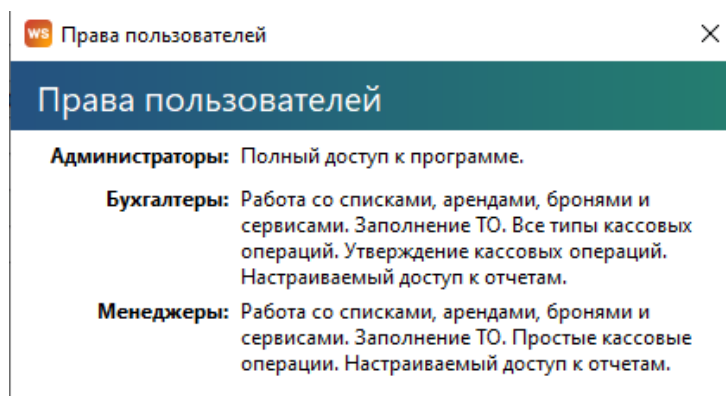 WS Права пользователей
Права пользователей
Администраторы: Полный доступ к программе.
Бухгалтеры: Работа со списками, арендами, бронями и
сервисами. Заполнение ТО. Все типы кассовых
операций. Утверждение кассовых операций.
Настраиваемый доступ к отчетам.
Менеджеры: Работа со списками, арендами, бронями и
сервисами. Заполнение ТО. Простые кассовые
операции. Настраиваемый доступ к отчетам.